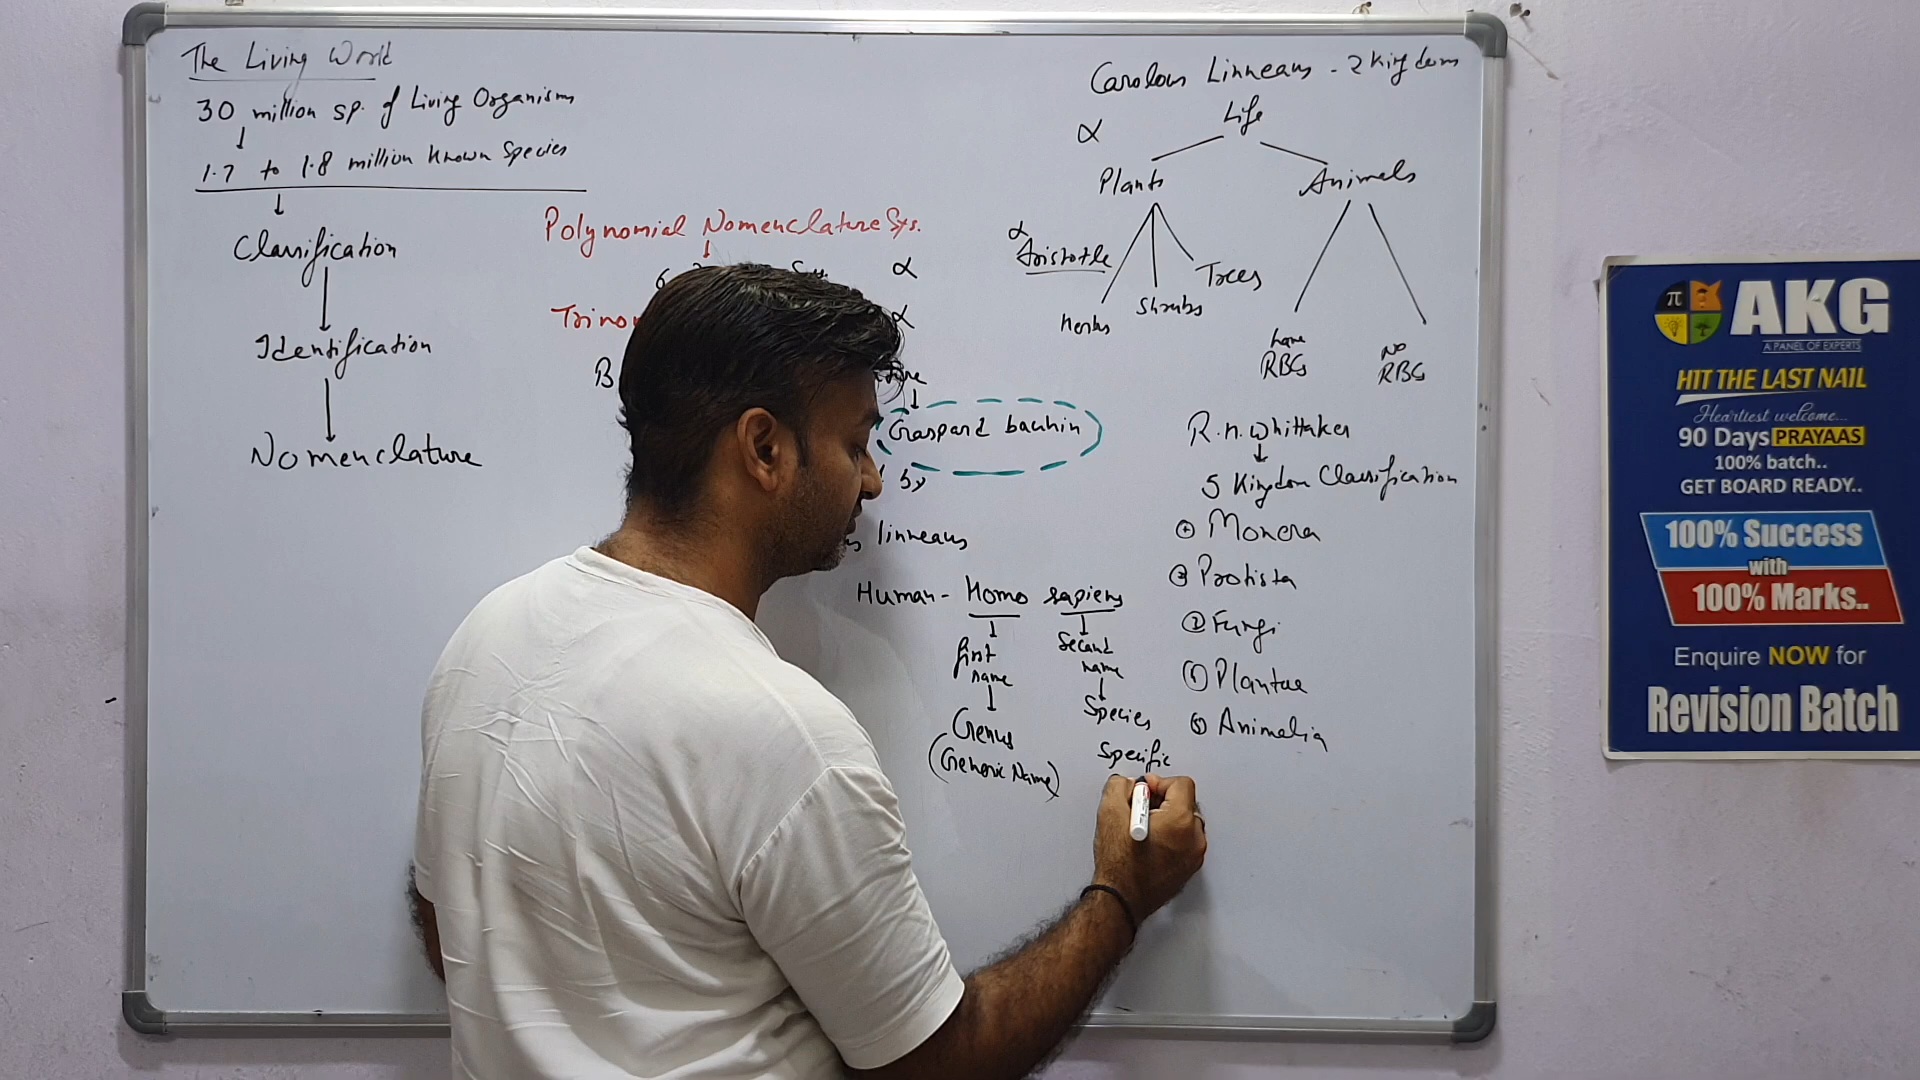 The Living World
30 million sp. of Living Organisms
1.7 to 1.8 million known Species
Classification
Identification
Nomenclature
Polynomial Nomenclature Sys.
α
α
Graspard bauhin
by
linneaus
Human - Homo sapiens
first name
Second name
Genus
(Generic Name)
Species
Specific
Carolous Linneaus - 2 Kingdoms
Life
α
Plants
Animals
α
Aristotle
Herbs
Shrubs
Trees
have
RBCs
no
RBCs
R.n. Whittaker
5 Kingdom Classification
Monera
Protista
Fungi
Plantae
⑤ Animalia
π
AKG
A PANEL OF EXPERTS
HIT THE LAST NAIL
Heartiest welcome...
90 Days PRAYAAS
100% batch..
GET BOARD READY..
100% Success
with
100% Marks..
Enquire NOW for
Revision Batch